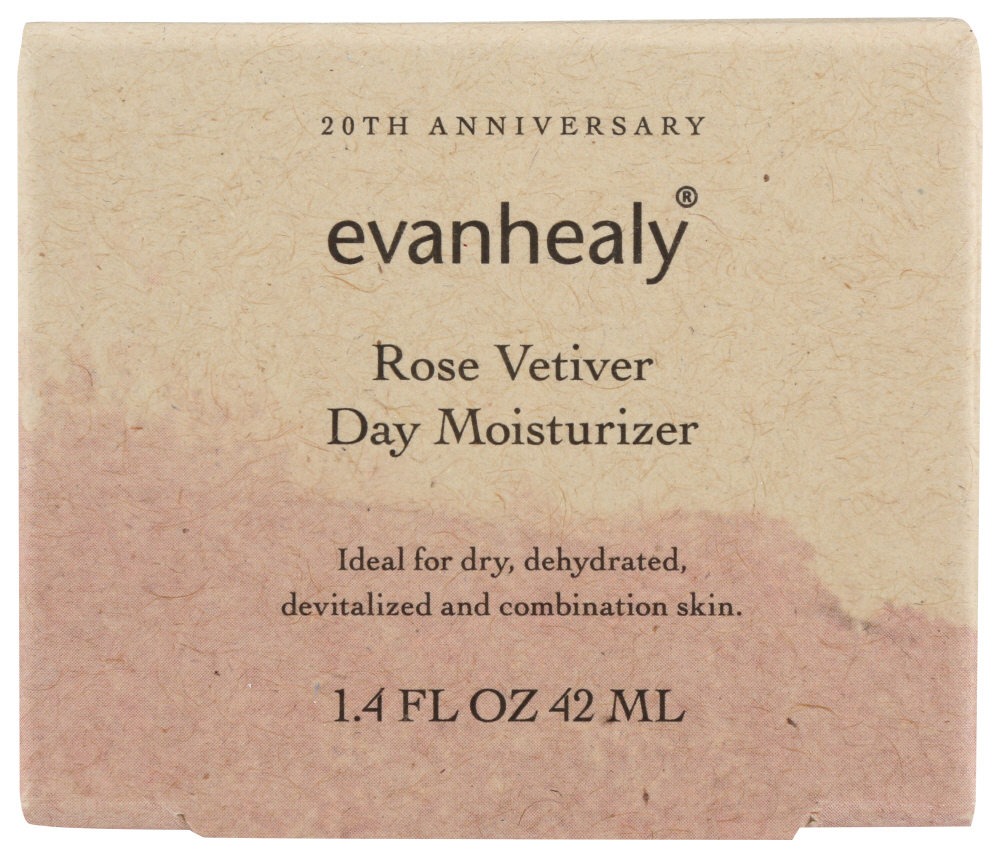 20TH ANNIVERSARY
evanhealy®
Rose Vetiver
Day Moisturizer
Ideal for dry, dehydrated,
devitalized and combination skin.
1.4 FL OZ 42 ML